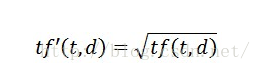 tf'(t,d) = √tf(t,d)